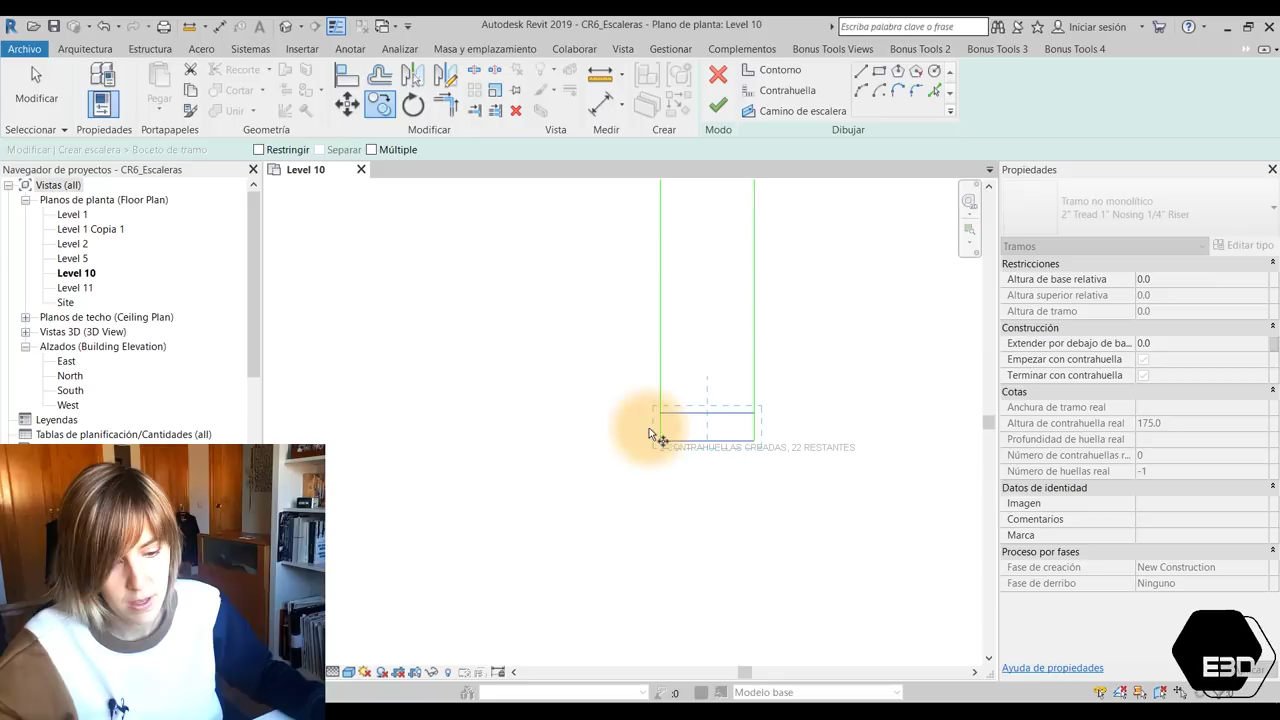 Autodesk Revit 2019 - CR6_Escaleras - Plano de planta: Level 10
Escriba palabra clave o frase
Iniciar sesión
Archivo Arquitectura Estructura Acero Sistemas Insertar Anotar Analizar Masa y emplazamiento Colaborar Vista Gestionar Complementos Bonus Tools Views Bonus Tools 2 Bonus Tools 3 Bonus Tools 4
Modificar
Pegar
Recorte
Cortar
Unir
Contorno
Contrahuella
Camino de escalera
Seleccionar Propiedades Portapapeles Geometría Modificar Vista Medir Crear Modo Dibujar
Modificar | Crear escalera > Boceto de tramo
Restringir Separar Múltiple
Navegador de proyectos - CR6_Escaleras
Vistas (all)
Planos de planta (Floor Plan)
Level 1
Level 1 Copia 1
Level 2
Level 5
Level 10
Level 11
Site
Planos de techo (Ceiling Plan)
Vistas 3D (3D View)
Alzados (Building Elevation)
East
North
South
West
Leyendas
Tablas de planificación/Cantidades (all)
Level 10
CONTRAHUELLAS CREADAS, 22 RESTANTES
Propiedades
Tramo no monolítico
2" Tread 1" Nosing 1/4" Riser
Tramos
Editar tipo
Restricciones
Altura de base relativa 0.0
Altura superior relativa 0.0
Altura de tramo 0.0
Construcción
Extender por debajo de ba... 0.0
Empezar con contrahuella
Terminar con contrahuella
Cotas
Anchura de tramo real
Altura de contrahuella real 175.0
Profundidad de huella real
Número de contrahuellas r... 0
Número de huellas real -1
Datos de identidad
Imagen
Comentarios
Marca
Proceso por fases
Fase de creación New Construction
Fase de derribo Ninguno
Ayuda de propiedades
:0
Modelo base
E3D